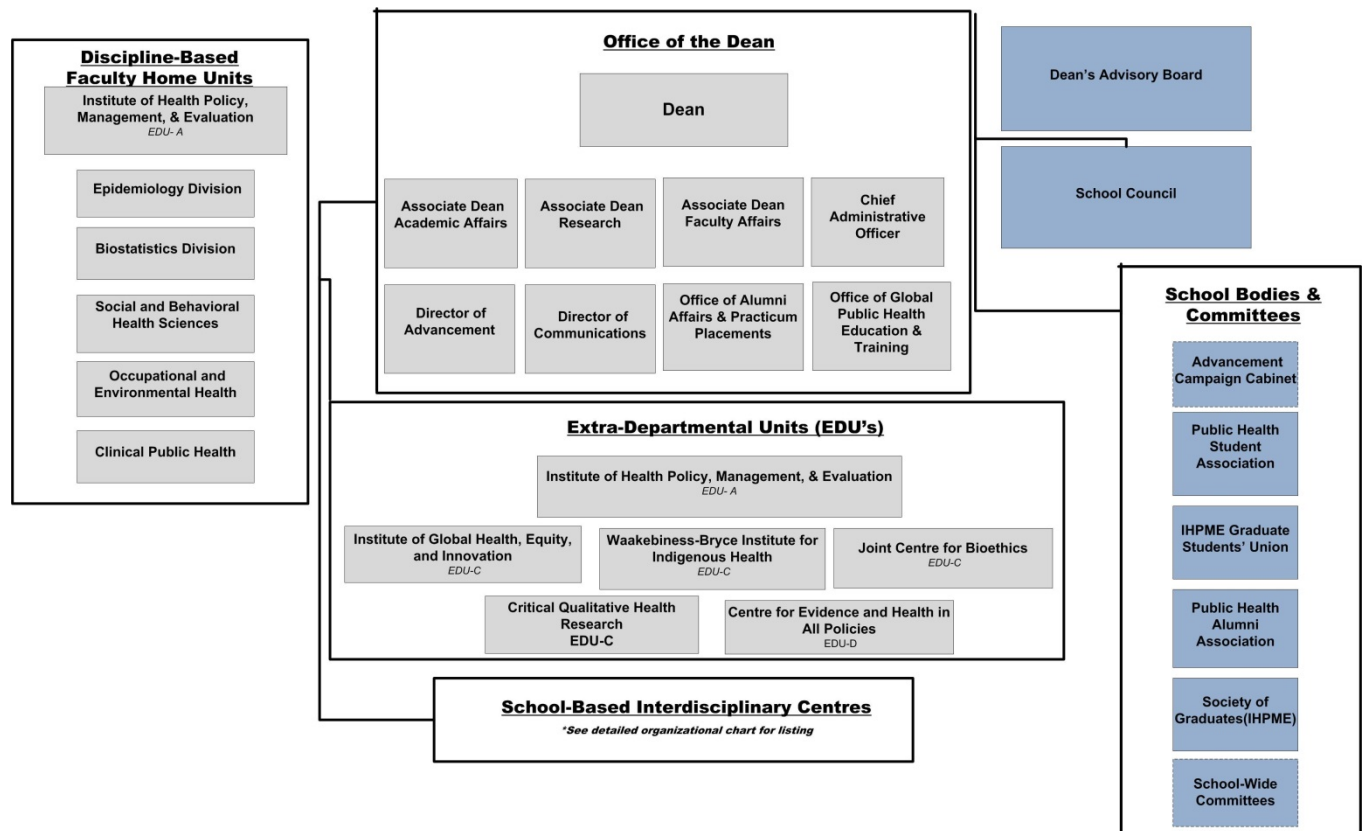 Discipline-Based
Faculty Home Units
Institute of Health Policy,
Management, & Evaluation
EDU- A
Epidemiology Division
Biostatistics Division
Social and Behavioral
Health Sciences
Occupational and
Environmental Health
Clinical Public Health
Office of the Dean
Dean
Associate Dean
Academic Affairs
Associate Dean
Research
Associate Dean
Faculty Affairs
Chief
Administrative
Officer
Director of
Advancement
Director of
Communications
Office of Alumni
Affairs & Practicum
Placements
Office of Global
Public Health
Education &
Training
Dean's Advisory Board
School Council
Extra-Departmental Units (EDU's)
Institute of Health Policy, Management, & Evaluation
EDU- A
Institute of Global Health, Equity,
and Innovation
EDU-C
Waakebiness-Bryce Institute for
Indigenous Health
EDU-C
Joint Centre for Bioethics
EDU-C
Critical Qualitative Health
Research
EDU-C
Centre for Evidence and Health in
All Policies
EDU-D
School-Based Interdisciplinary Centres
*See detailed organizational chart for listing
School Bodies &
Committees
Advancement
Campaign Cabinet
Public Health
Student
Association
IHPME Graduate
Students' Union
Public Health
Alumni
Association
Society of
Graduates(IHPME)
School-Wide
Committees